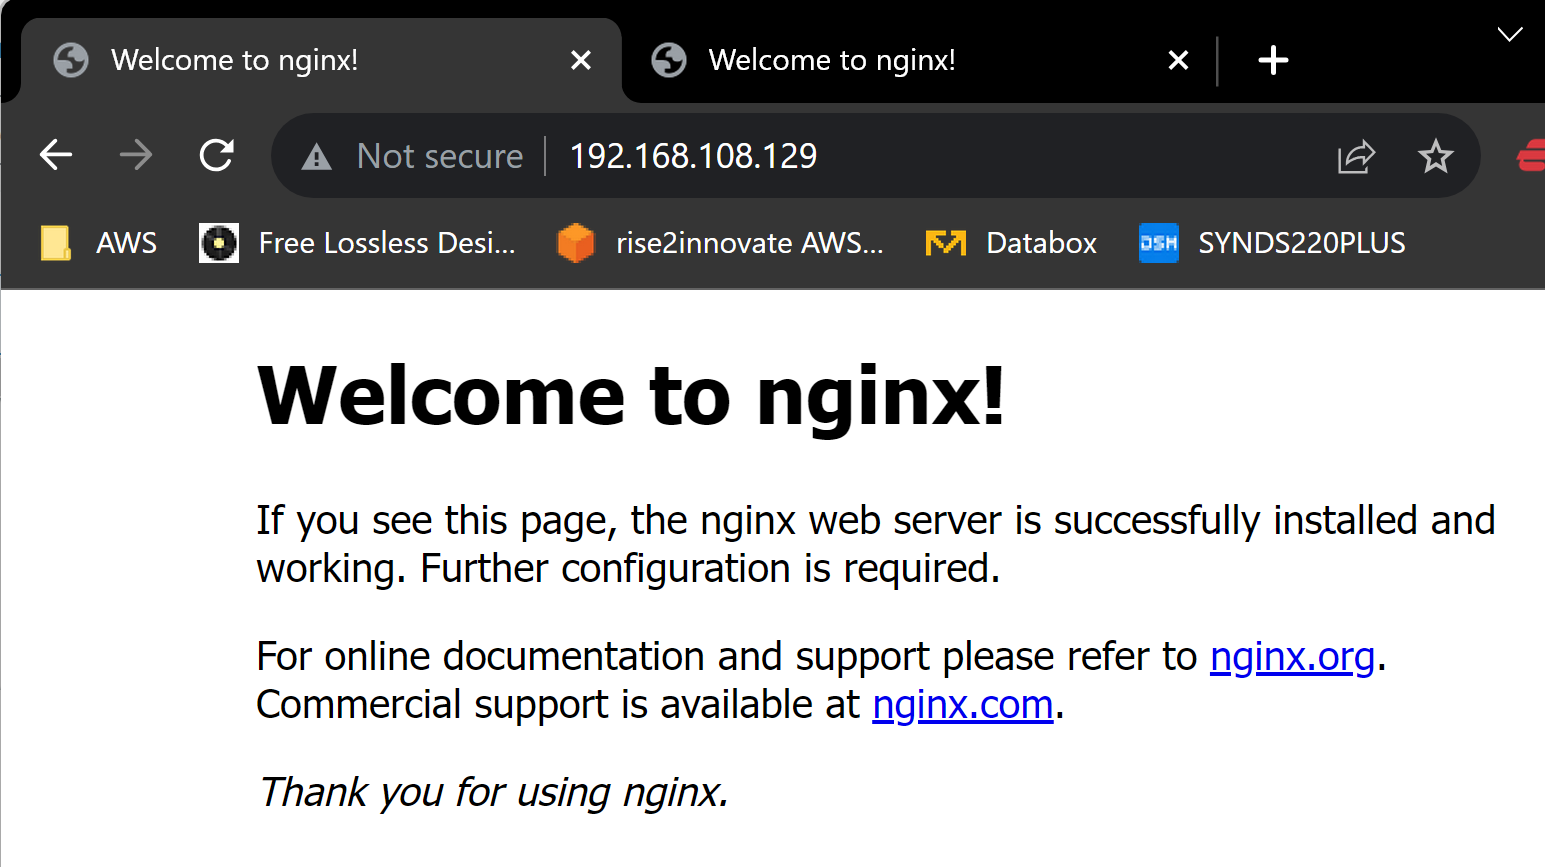 Welcome to nginx!
Welcome to nginx!
Not secure
192.168.108.129
AWS
Free Lossless Desi...
rise2innovate AWS...
Databox
DSM
SYNDS220PLUS
Welcome to nginx!
If you see this page, the nginx web server is successfully installed and
working. Further configuration is required.
For online documentation and support please refer to nginx.org.
Commercial support is available at nginx.com.
Thank you for using nginx.